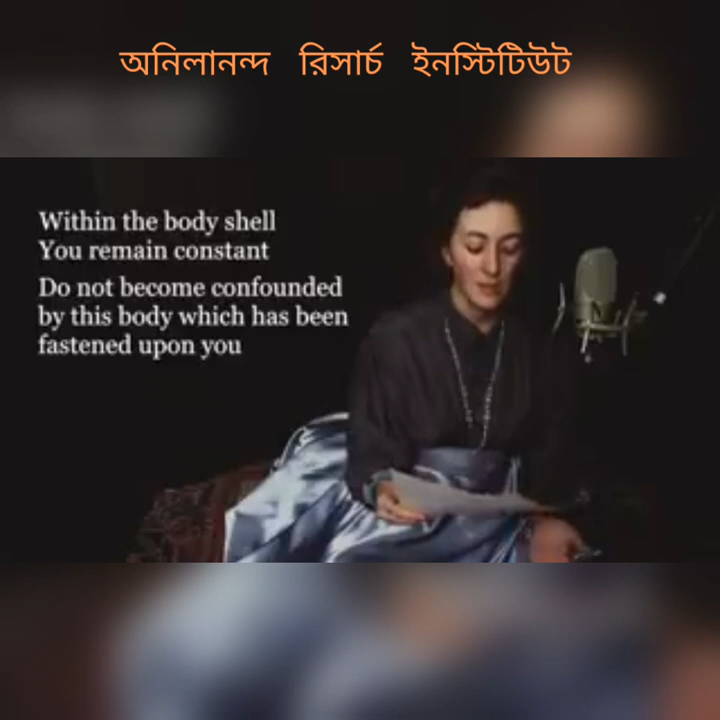 অনিলানন্দ রিসার্চ ইনস্টিটিউট
Within the body shell
You remain constant
Do not become confounded
by this body which has been
fastened upon you